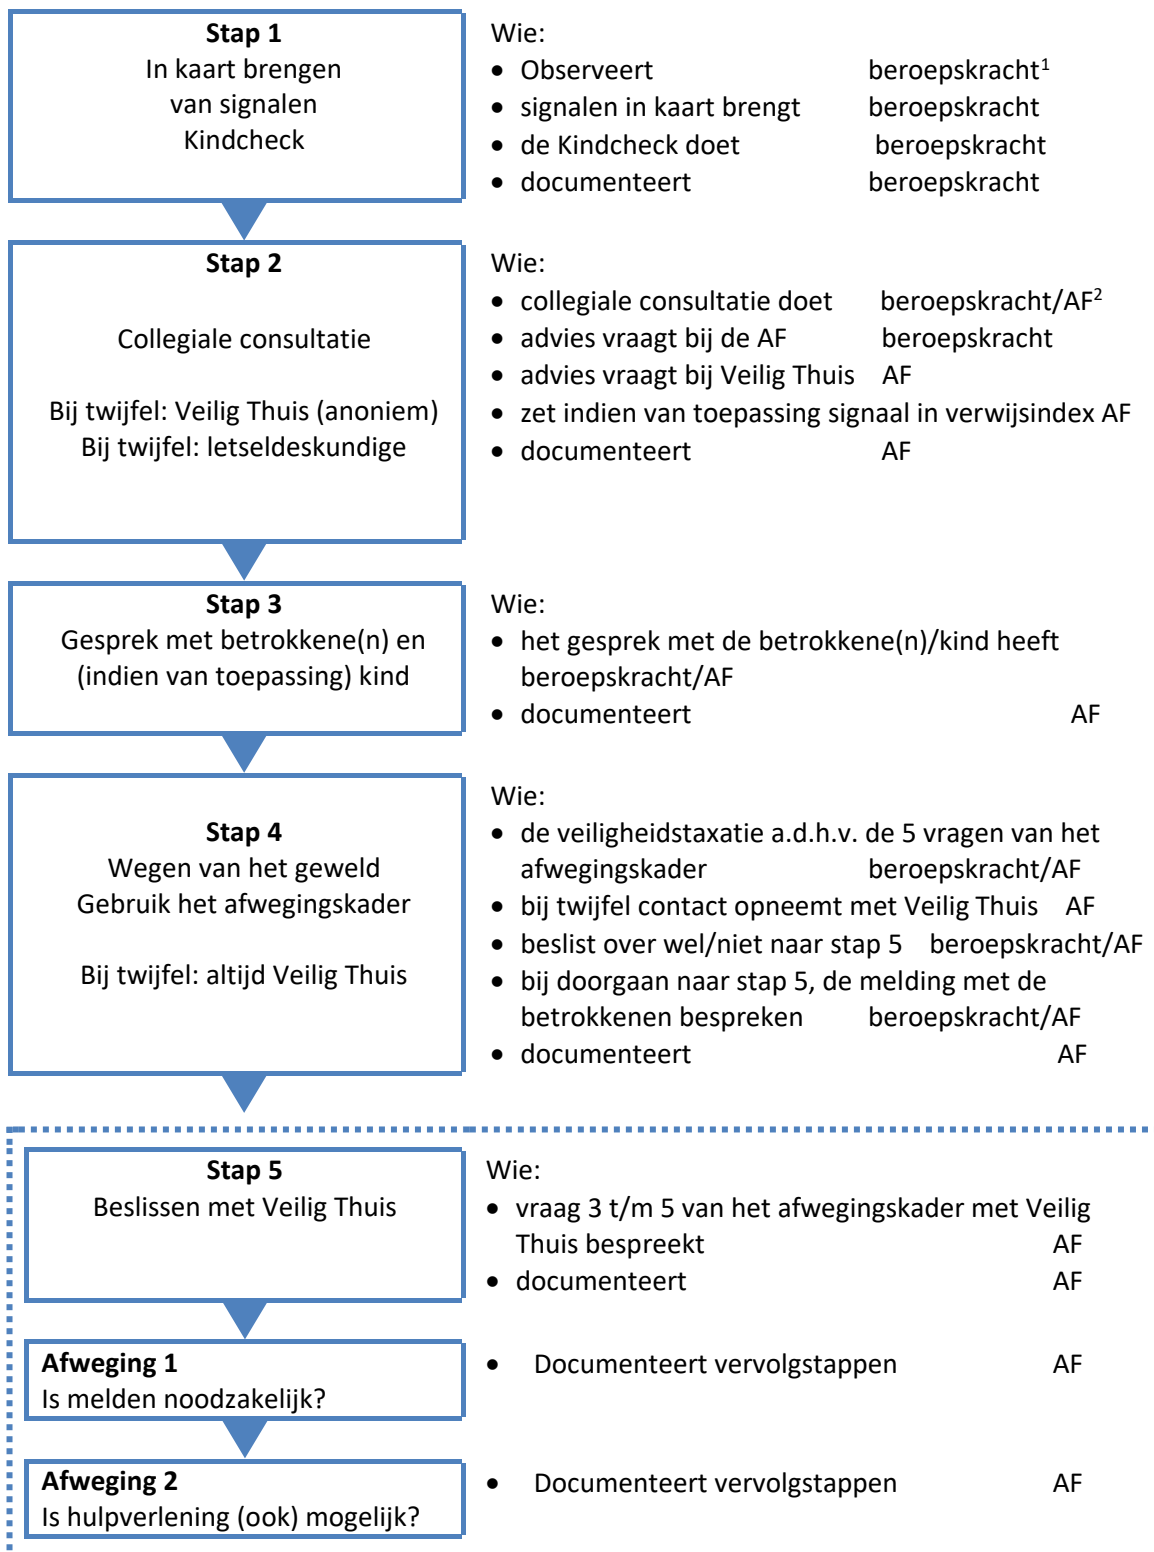 Stap 1
In kaart brengen
van signalen
Kindcheck
Wie:
• Observeert beroepskracht¹
• signalen in kaart brengt beroepskracht
• de Kindcheck doet beroepskracht
• documenteert beroepskracht
Stap 2
Collegiale consultatie
Bij twijfel: Veilig Thuis (anoniem)
Bij twijfel: letseldeskundige
Wie:
• collegiale consultatie doet beroepskracht/AF²
• advies vraagt bij de AF beroepskracht
• advies vraagt bij Veilig Thuis AF
• zet indien van toepassing signaal in verwijsindex AF
• documenteert AF
Stap 3
Gesprek met betrokkene(n) en
(indien van toepassing) kind
Wie:
• het gesprek met de betrokkene(n)/kind heeft
beroepskracht/AF
• documenteert AF
Stap 4
Wegen van het geweld
Gebruik het afwegingskader
Bij twijfel: altijd Veilig Thuis
Wie:
• de veiligheidstaxatie a.d.h.v. de 5 vragen van het
afwegingskader beroepskracht/AF
• bij twijfel contact opneemt met Veilig Thuis AF
• beslist over wel/niet naar stap 5 beroepskracht/AF
• bij doorgaan naar stap 5, de melding met de
betrokkenen bespreken beroepskracht/AF
• documenteert AF
Stap 5
Beslissen met Veilig Thuis
Wie:
• vraag 3 t/m 5 van het afwegingskader met Veilig
Thuis bespreekt AF
• documenteert AF
Afweging 1
Is melden noodzakelijk?
• Documenteert vervolgstappen AF
Afweging 2
Is hulpverlening (ook) mogelijk?
• Documenteert vervolgstappen AF